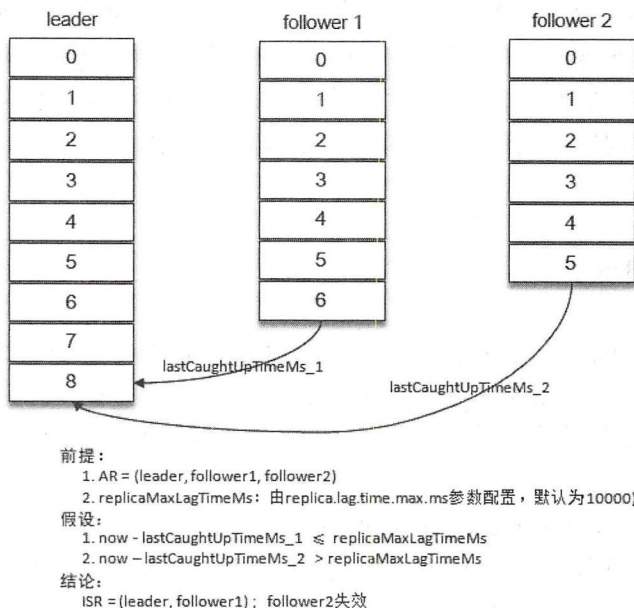 leader
follower 1
follower 2
0
1
2
3
4
5
6
7
8
0
1
2
3
4
5
6
0
1
2
3
4
5
lastCaughtUpTimeMs_1
lastCaughtUpTimeMs_2
前提：
1. AR = (leader, follower1, follower2)
2. replicaMaxLagTimeMs：由replica.lag.time.max.ms参数配置，默认为10000)
假设：
1. now - lastCaughtUpTimeMs_1 ⩽ replicaMaxLagTimeMs
2. now – lastCaughtUpTimeMs_2 > replicaMaxLagTimeMs
结论：
ISR = (leader, follower1)；follower2失效